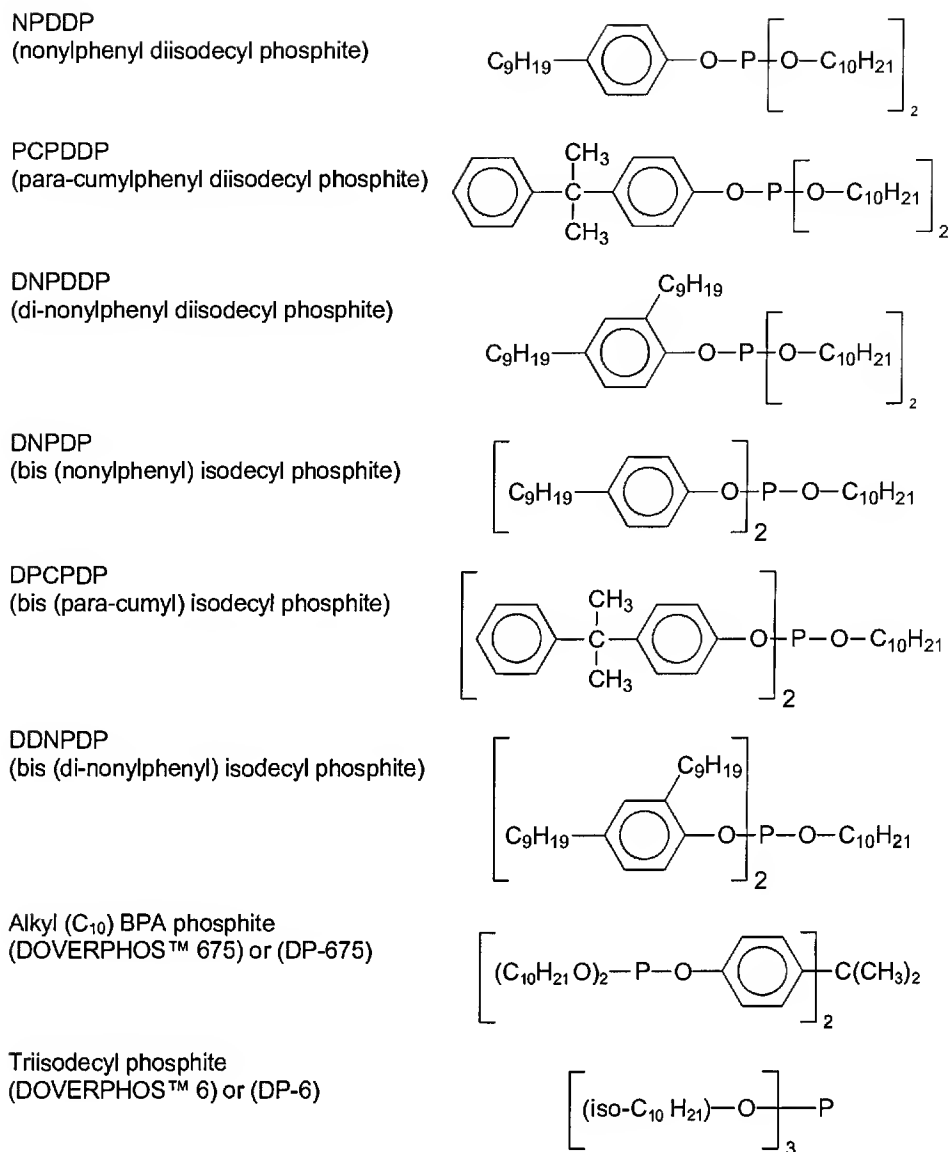 NPDDP
(nonylphenyl diisodecyl phosphite)
C₉H₁₉ O–P O–C₁₀H₂₁ ₂
PCPDDP
(para-cumylphenyl diisodecyl phosphite)
CH₃
C O–P O–C₁₀H₂₁
CH₃ 2
DNPDDP
(di-nonylphenyl diisodecyl phosphite)
C₉H₁₉
C₉H₁₉ O–P O–C₁₀H₂₁ ₂
DNPDP
(bis (nonylphenyl) isodecyl phosphite)
C₉H₁₉ O P–O–C₁₀H₂₁
2
DPCPDP
(bis (para-cumyl) isodecyl phosphite)
CH₃
C O P–O–C₁₀H₂₁
CH₃ 2
DDNPDP
(bis (di-nonylphenyl) isodecyl phosphite)
C₉H₁₉
C₉H₁₉ O P–O–C₁₀H₂₁
2
Alkyl (C₁₀) BPA phosphite
(DOVERPHOS™ 675) or (DP-675)
(C₁₀H₂₁O)₂–P–O C(CH₃)₂
2
Triisodecyl phosphite
(DOVERPHOS™ 6) or (DP-6)
(iso-C₁₀ H₂₁)–O P
3